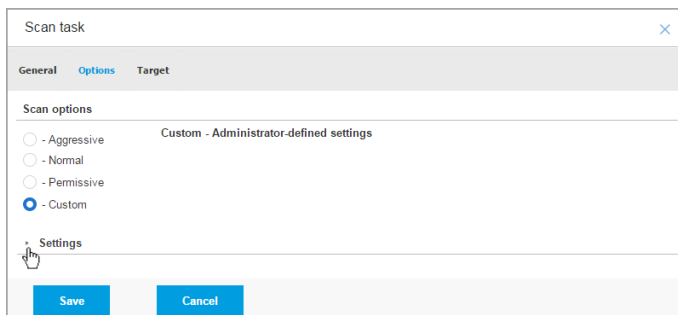 Scan task
General Options Target
Scan options
- Aggressive
Custom - Administrator-defined settings
- Normal
- Permissive
- Custom
Settings
Save Cancel